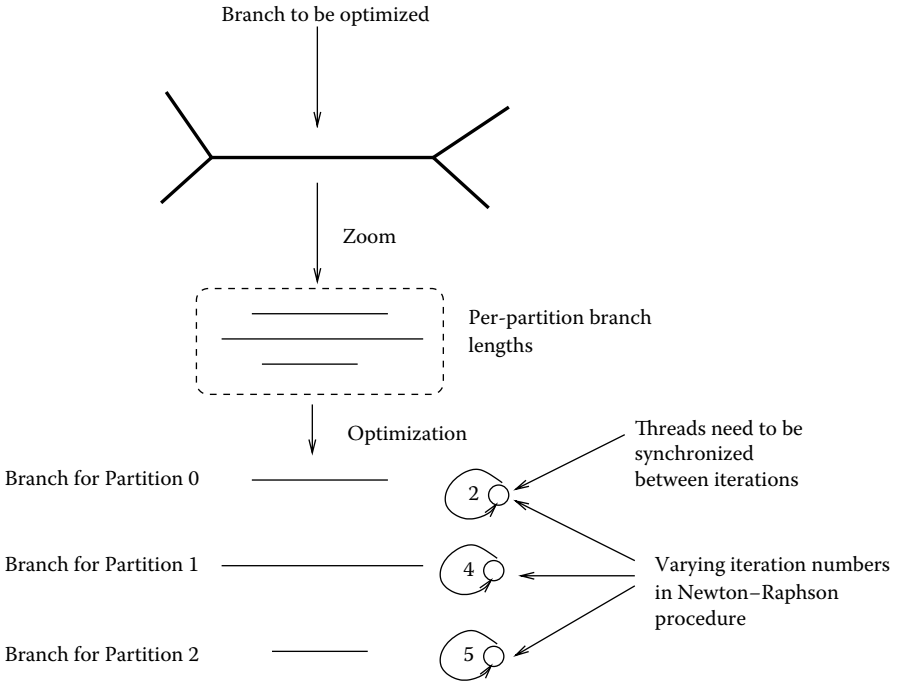 Branch to be optimized
Zoom
Per-partition branch
lengths
Optimization
Threads need to be
synchronized
between iterations
Branch for Partition 0
2
Branch for Partition 1
4
Varying iteration numbers
in Newton–Raphson
procedure
Branch for Partition 2
5